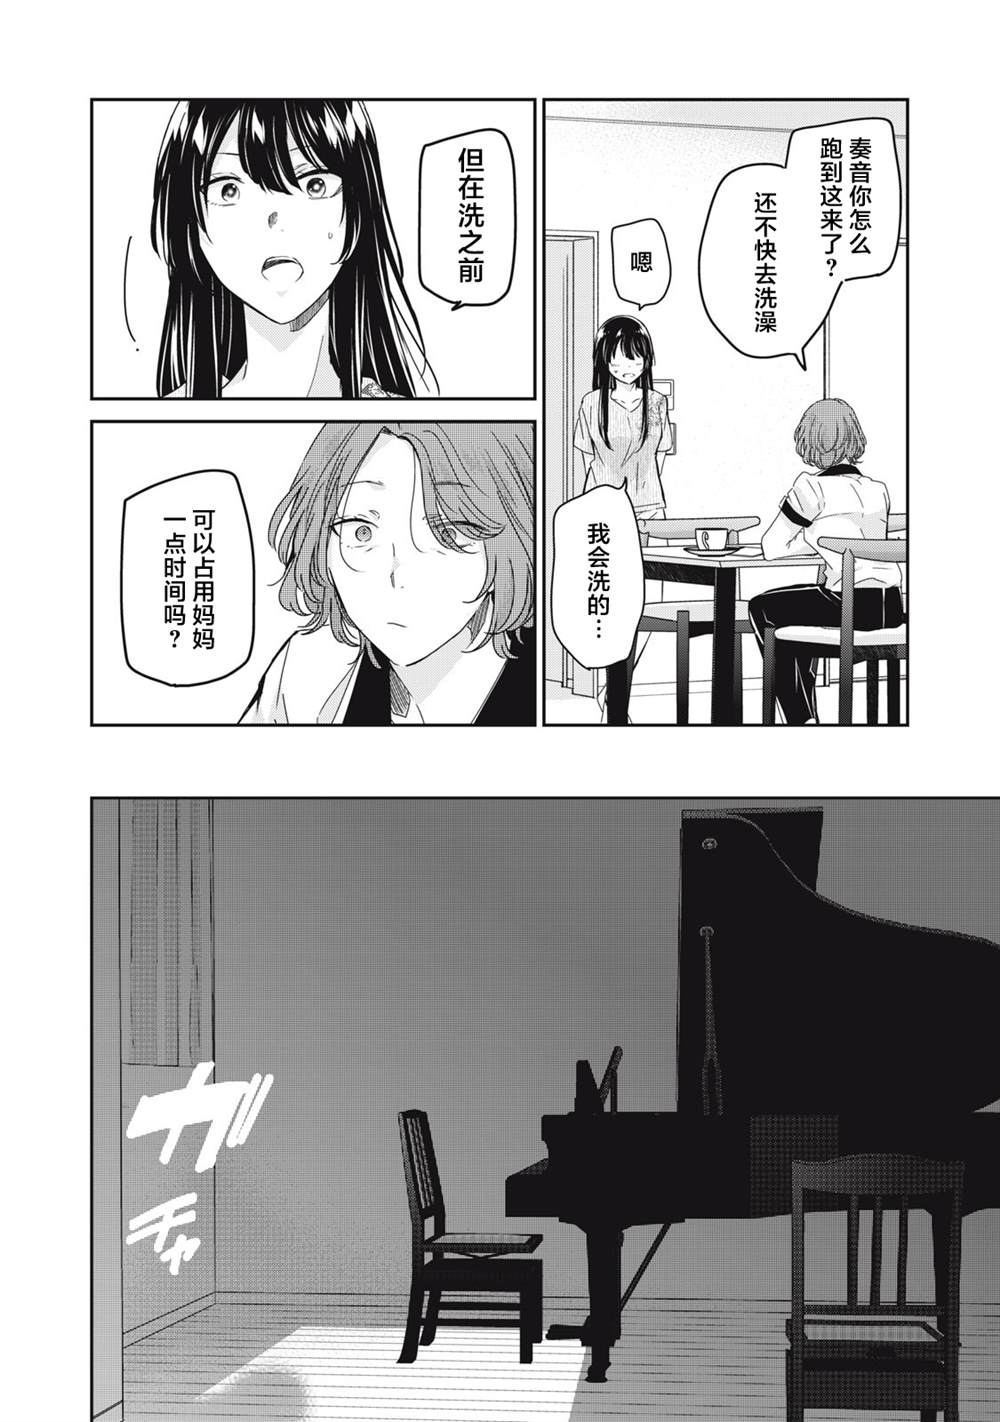 奏音你怎么
跑到这来了？
还不快去洗澡
嗯
我会洗的…
但在洗之前
可以占用妈妈
一点时间吗？
ガ
チャ